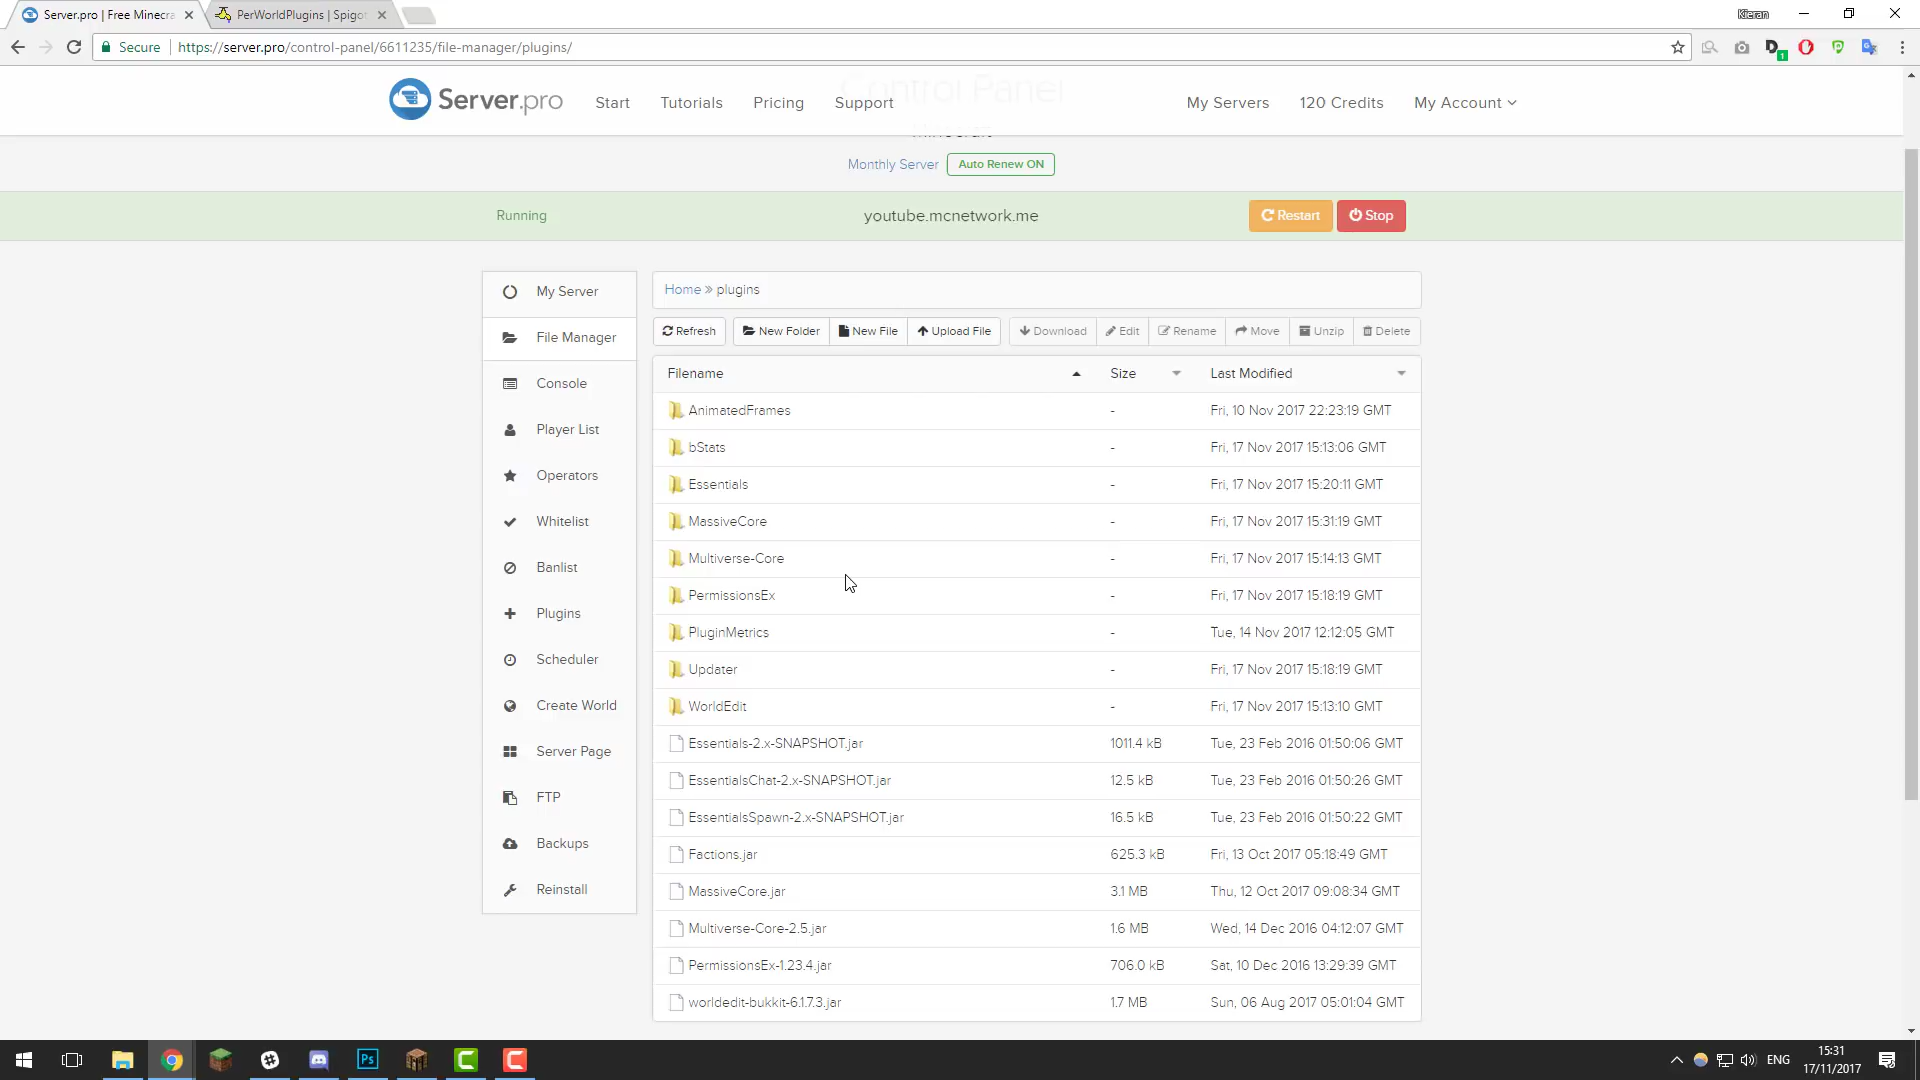 Server.pro | Free Minecra
PerWorldPlugins | Spigo
Kieran
Secure
https://server.pro/control-panel/6611235/file-manager/plugins/
1
Server.pro
Start
Tutorials
Pricing
Support
Control Panel
My Servers
120 Credits
My Account
Minecraft
Monthly Server
Auto Renew ON
Running
youtube.mcnetwork.me
Restart
Stop
My Server
File Manager
Console
Player List
Operators
Whitelist
Banlist
Plugins
Scheduler
Create World
Server Page
FTP
Backups
Reinstall
Home » plugins
Refresh
New Folder
New File
Upload File
Download
Edit
Rename
Move
Unzip
Delete
Filename Size Last Modified
AnimatedFrames - Fri, 10 Nov 2017 22:23:19 GMT
bStats - Fri, 17 Nov 2017 15:13:06 GMT
Essentials - Fri, 17 Nov 2017 15:20:11 GMT
MassiveCore - Fri, 17 Nov 2017 15:31:19 GMT
Multiverse-Core - Fri, 17 Nov 2017 15:14:13 GMT
PermissionsEx - Fri, 17 Nov 2017 15:18:19 GMT
PluginMetrics - Tue, 14 Nov 2017 12:12:05 GMT
Updater - Fri, 17 Nov 2017 15:18:19 GMT
WorldEdit - Fri, 17 Nov 2017 15:13:10 GMT
Essentials-2.x-SNAPSHOT.jar 1011.4 kB Tue, 23 Feb 2016 01:50:06 GMT
EssentialsChat-2.x-SNAPSHOT.jar 12.5 kB Tue, 23 Feb 2016 01:50:26 GMT
EssentialsSpawn-2.x-SNAPSHOT.jar 16.5 kB Tue, 23 Feb 2016 01:50:22 GMT
Factions.jar 625.3 kB Fri, 13 Oct 2017 05:18:49 GMT
MassiveCore.jar 3.1 MB Thu, 12 Oct 2017 09:08:34 GMT
Multiverse-Core-2.5.jar 1.6 MB Wed, 14 Dec 2016 04:12:07 GMT
PermissionsEx-1.23.4.jar 706.0 kB Sat, 10 Dec 2016 13:29:39 GMT
worldedit-bukkit-6.1.7.3.jar 1.7 MB Sun, 06 Aug 2017 05:01:04 GMT
Ps
ENG
15:31
17/11/2017